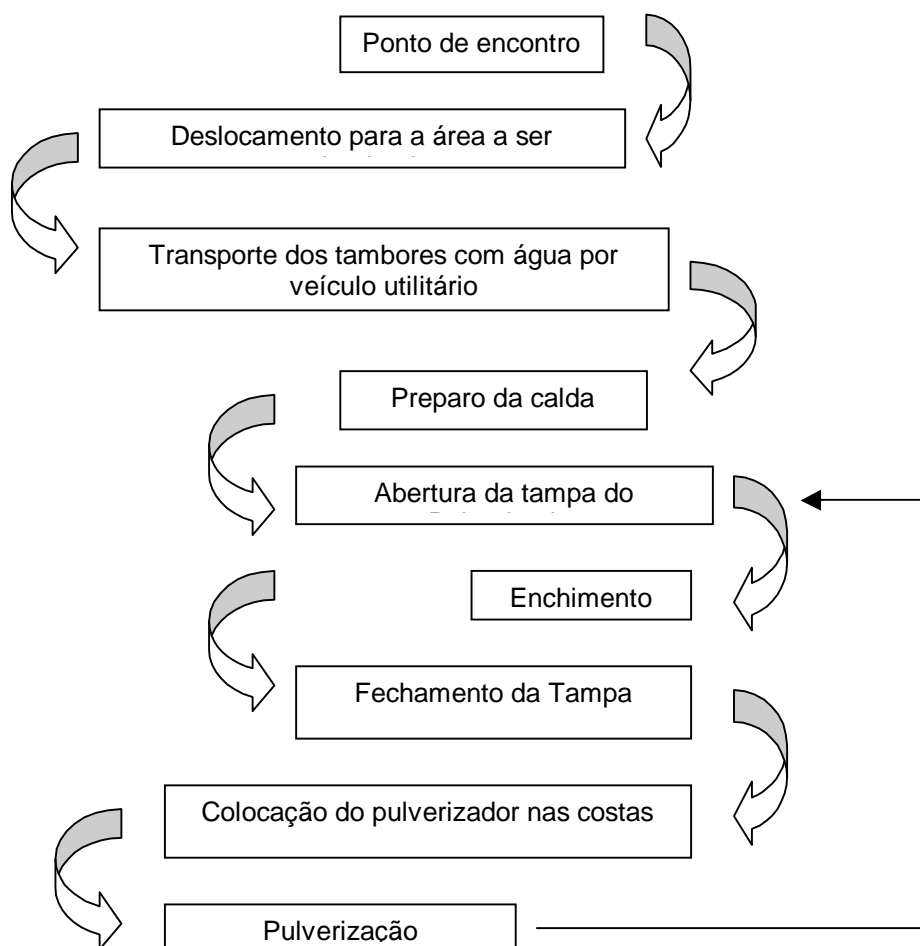 Ponto de encontro
Deslocamento para a área a ser
Transporte dos tambores com água por
veículo utilitário
Preparo da calda
Abertura da tampa do
Enchimento
Fechamento da Tampa
Colocação do pulverizador nas costas
Pulverização